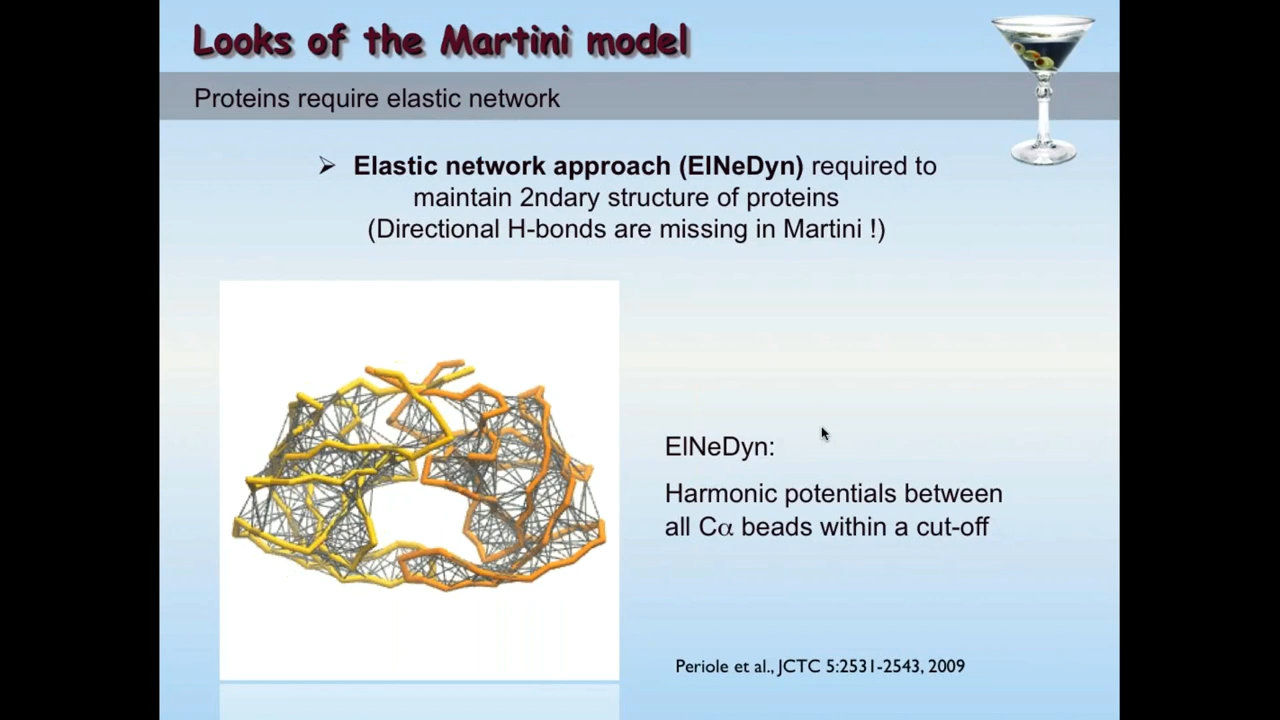 Looks of the Martini model
Proteins require elastic network
➢ Elastic network approach (ElNeDyn) required to
maintain 2ndary structure of proteins
(Directional H-bonds are missing in Martini !)
ElNeDyn:
Harmonic potentials between
all Cα beads within a cut-off
Periole et al., JCTC 5:2531-2543, 2009